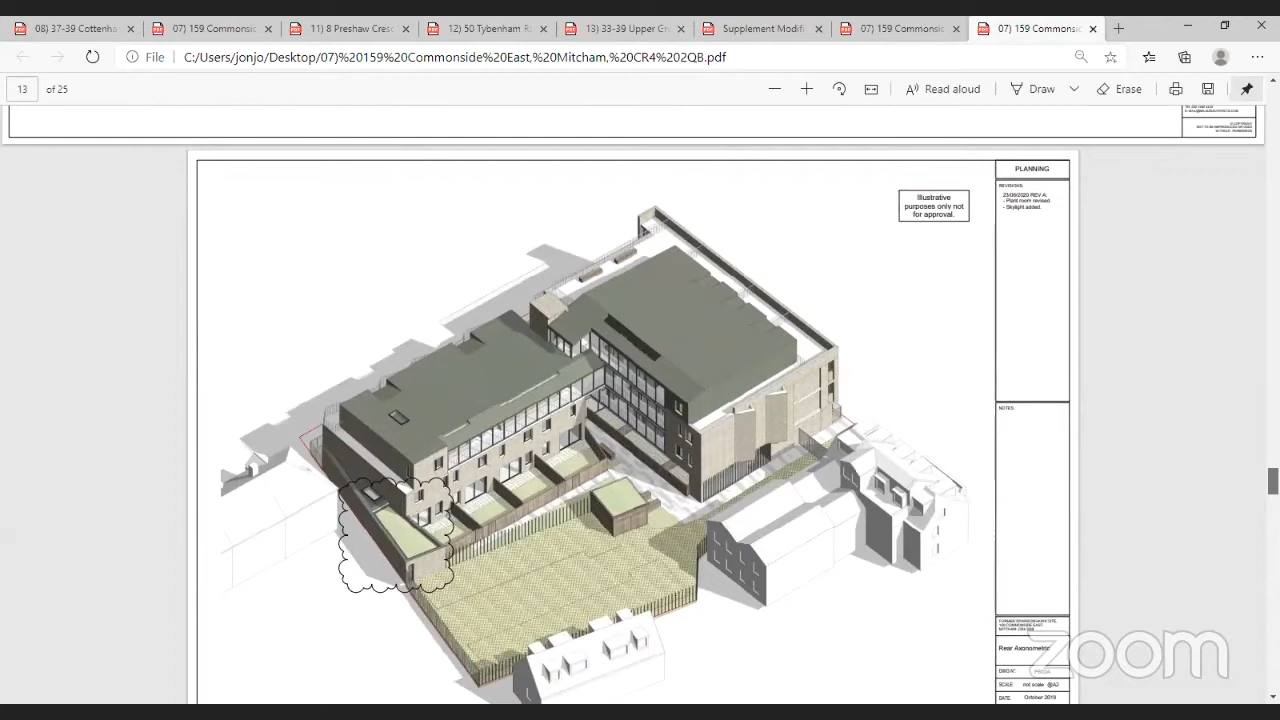 08) 37-39 Cottenha
07) 159 Commonsic
11) 8 Preshaw Cresc
12) 50 Tybenham R
13) 33-39 Upper Gr
Supplement Modifi
07) 159 Commonsic
07) 159 Commonsic
File
C:/Users/jonjo/Desktop/07)%20159%20Commonside%20East,%20Mitcham,%20CR4%202QB.pdf
13 of 25
Read aloud
Draw
Erase
PLANNING
REVISIONS:
23/06/2020 REV A:
- Plant room revised.
- Skylight added.
Illustrative
purposes only not
for approval.
NOTES:
MITCHAM
Rear Axonometric
SCALE not scale @A3
DATE: October 2019
zoom